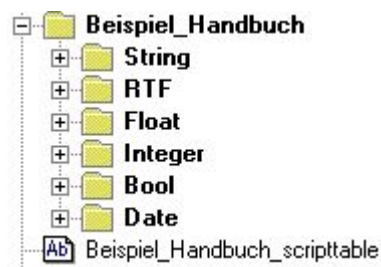 Beispiel_Handbuch
String
RTF
Float
Integer
Bool
Date
Ab Beispiel_Handbuch_scripttable